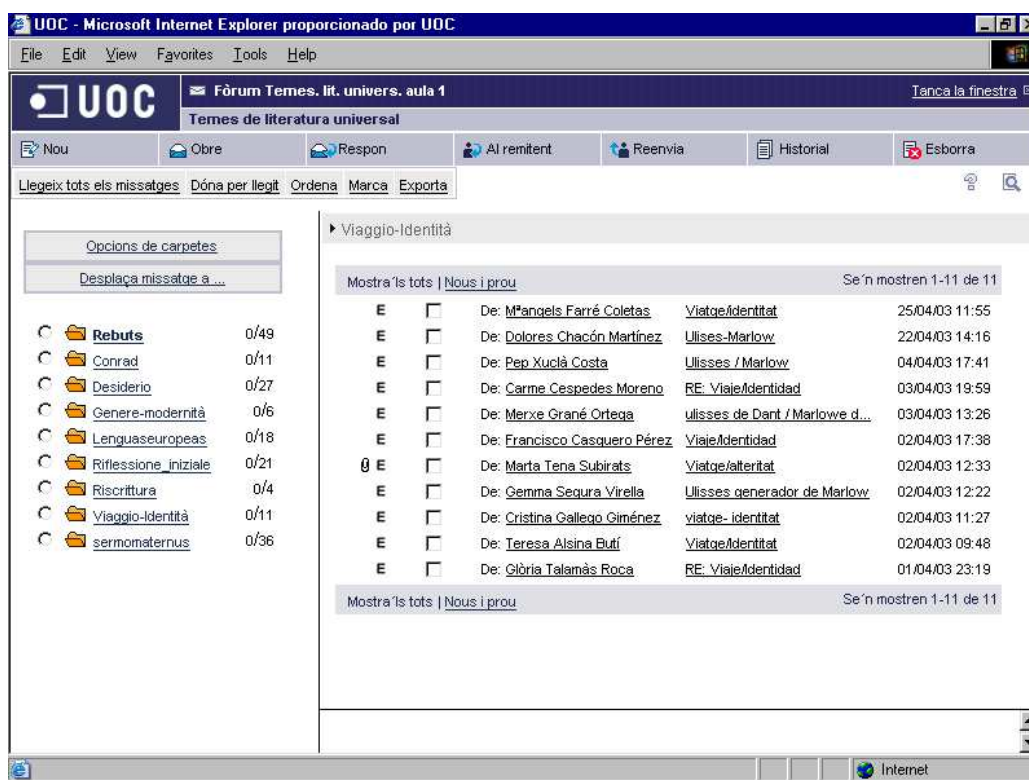 UOC - Microsoft Internet Explorer proporcionado por UOC
File Edit View Favorites Tools Help
UOC
Fòrum Temes. lit. univers. aula 1
Tanca la finestra
Temes de literatura universal
Nou Obre Respon Al remitent Reenvia Historial Esborra
Llegeix tots els missatges Dóna per llegit Ordena Marca Exporta
Viaggio-Identità
Opcions de carpetes
Desplaça missatge a ...
Rebuts 0/49
Conrad 0/11
Desiderio 0/27
Genere-modernità 0/6
Lenguaseuropeas 0/18
Riflessione_iniziale 0/21
Riscrittura 0/4
Viaggio-Identità 0/11
sermomaternus 0/36
Mostra´ls tots | Nous i prou Se´n mostren 1-11 de 11
E De: Mªangels Farré Coletas Viatge/identitat 25/04/03 11:55
E De: Dolores Chacón Martínez Ulises-Marlow 22/04/03 14:16
E De: Pep Xuclà Costa Ulisses / Marlow 04/04/03 17:41
E De: Carme Cespedes Moreno RE: Viaje/Identidad 03/04/03 19:59
E De: Merxe Grané Ortega ulisses de Dant / Marlowe d... 03/04/03 13:26
E De: Francisco Casquero Pérez Viaje/Identidad 02/04/03 17:38
E De: Marta Tena Subirats Viatge/alteritat 02/04/03 12:33
E De: Gemma Segura Virella Ulisses generador de Marlow 02/04/03 12:22
E De: Cristina Gallego Giménez viatge- identitat 02/04/03 11:27
E De: Teresa Alsina Butí Viatge/Identitat 02/04/03 09:48
E De: Glòria Talamàs Roca RE: Viaje/Identidad 01/04/03 23:19
Mostra´ls tots | Nous i prou Se´n mostren 1-11 de 11
Internet